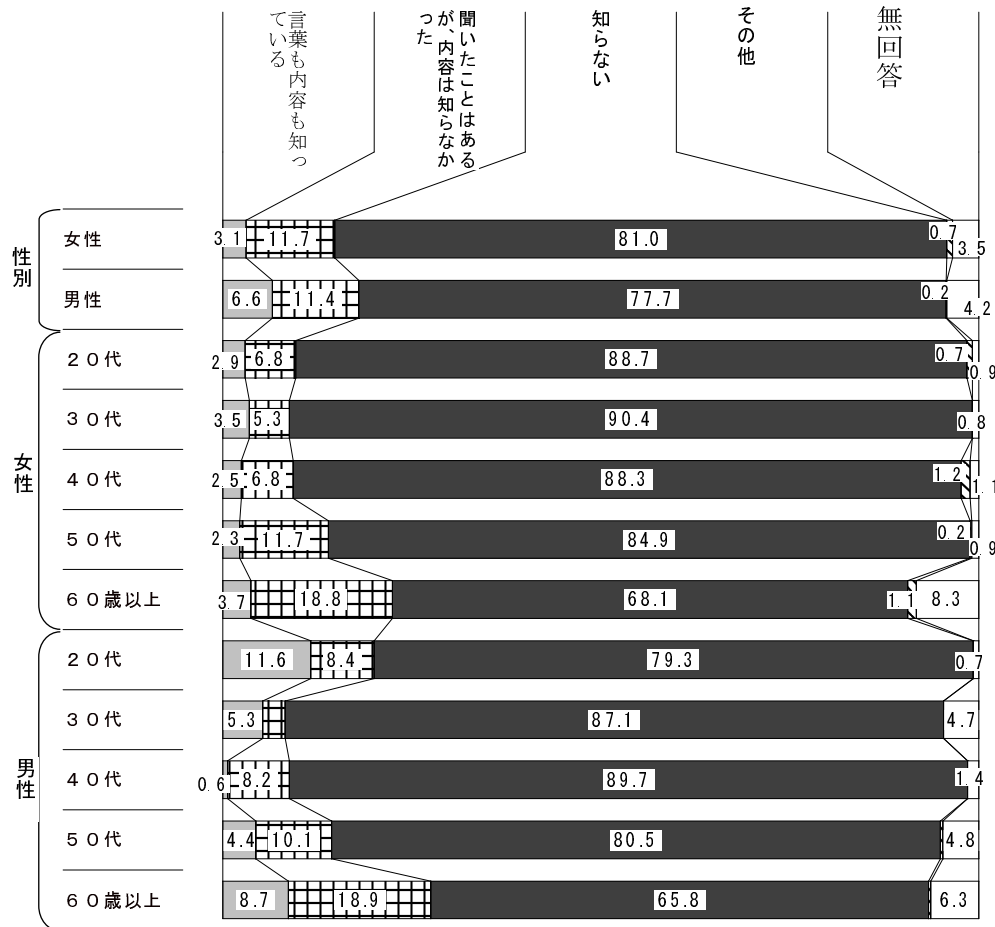 言葉も内容も知っ
ている
聞いたことはある
が、内容は知らなか
った
知らない
その他
無回答
性別
女性
3.1 11.7 81.0 0.7 3.5
男性
6.6 11.4 77.7 0.2 4.2
女性
２０代
2.9 6.8 88.7 0.7 0.9
３０代
3.5 5.3 90.4 0.8
４０代
2.5 6.8 88.3 1.2 1.1
５０代
2.3 11.7 84.9 0.2 0.9
６０歳以上
3.7 18.8 68.1 1.1 8.3
男性
２０代
11.6 8.4 79.3 0.7
３０代
5.3 87.1 4.7
４０代
0.6 8.2 89.7 1.4
５０代
4.4 10.1 80.5 4.8
６０歳以上
8.7 18.9 65.8 6.3